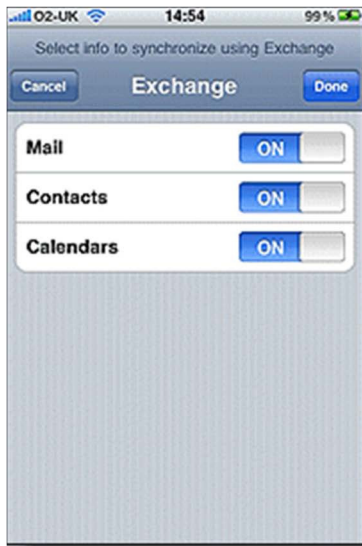 O2-UK 14:54 99%
Select info to synchronize using Exchange
Cancel Exchange Done
Mail ON
Contacts ON
Calendars ON